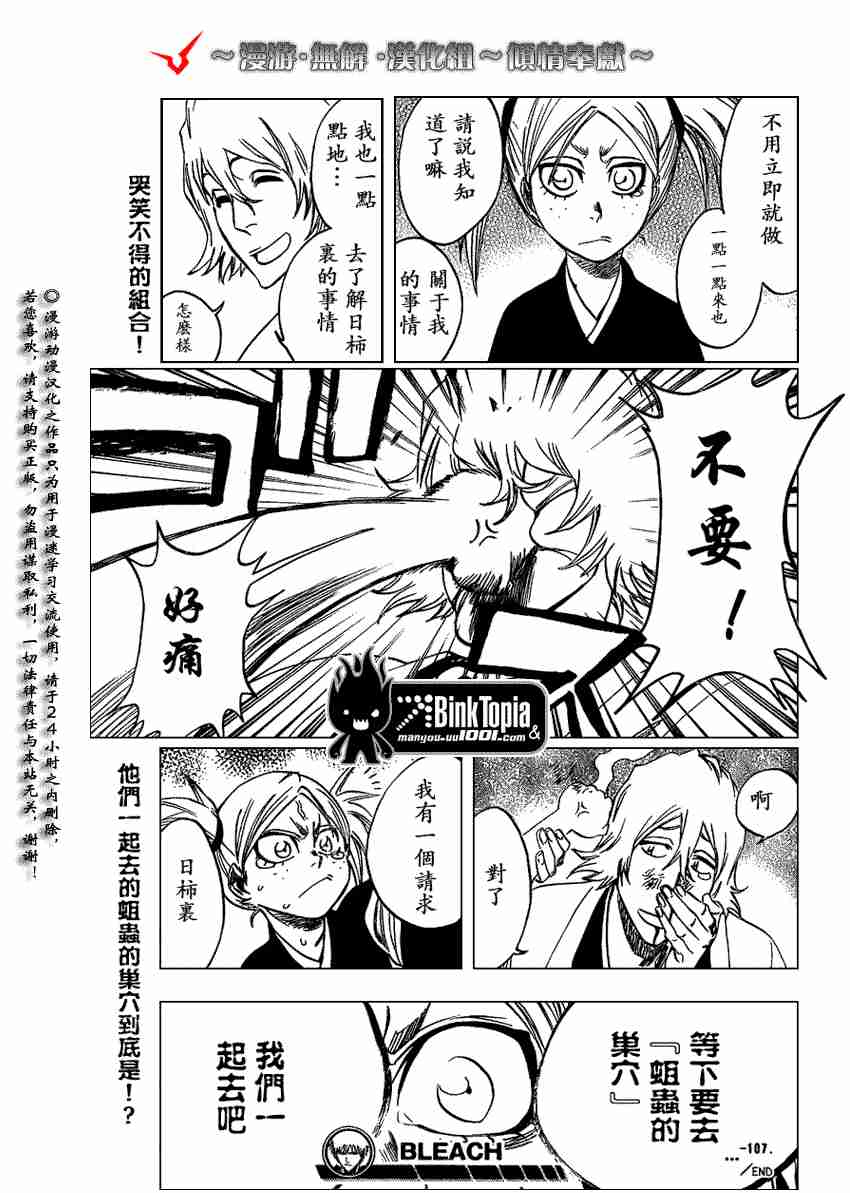 ～漫游·無解·漢化組～傾情奉獻～
不用立即就做
一點一點來也
請說我知
道了嘛
關于我
的事情
我也一點
點地…
去了解日柿
裏的事情
怎麼樣
哭笑不得的組合！
不要！
好痛
BinkTopia
&
manyou-uu1001.com
啊
對了
我有一個請求
日柿裏
等下要去
『蛆蟲的
巢穴』
…
我們一
起去吧
-107.
/END
BLEACH
他們一起去的蛆蟲的巢穴到底是！？
◎漫游动漫汉化之作品只为用于漫迷学习交流使用，请于24小时之内删除，
若您喜欢，请支持购买正版，勿盗用谋取私利，一切法律责任与本站无关，谢谢！